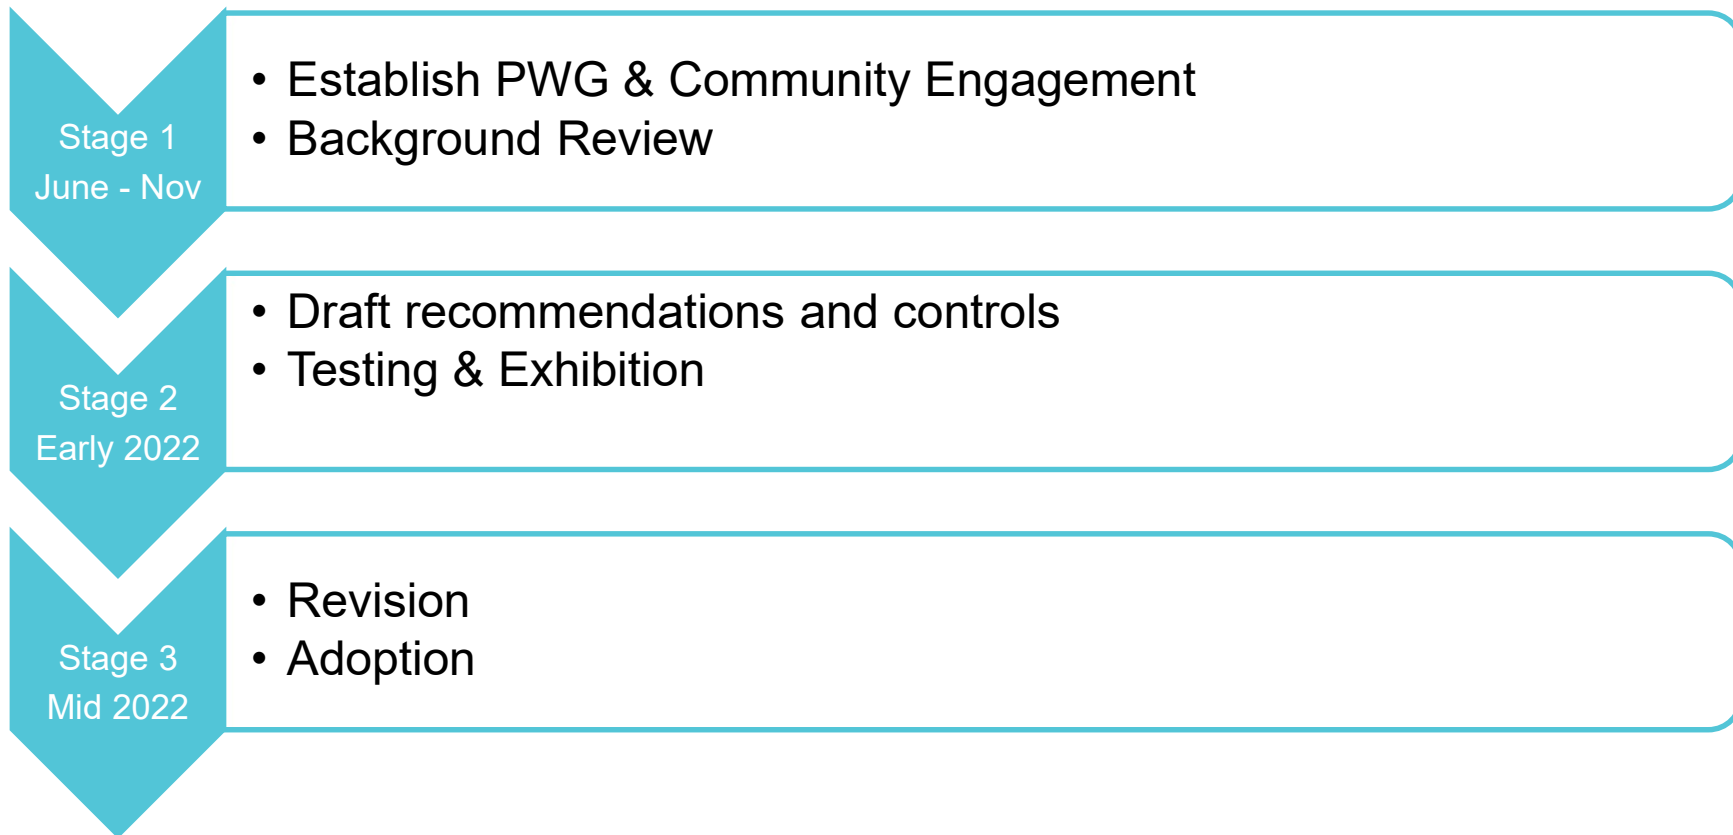 Stage 1
June - Nov
• Establish PWG & Community Engagement
• Background Review
Stage 2
Early 2022
• Draft recommendations and controls
• Testing & Exhibition
Stage 3
Mid 2022
• Revision
• Adoption